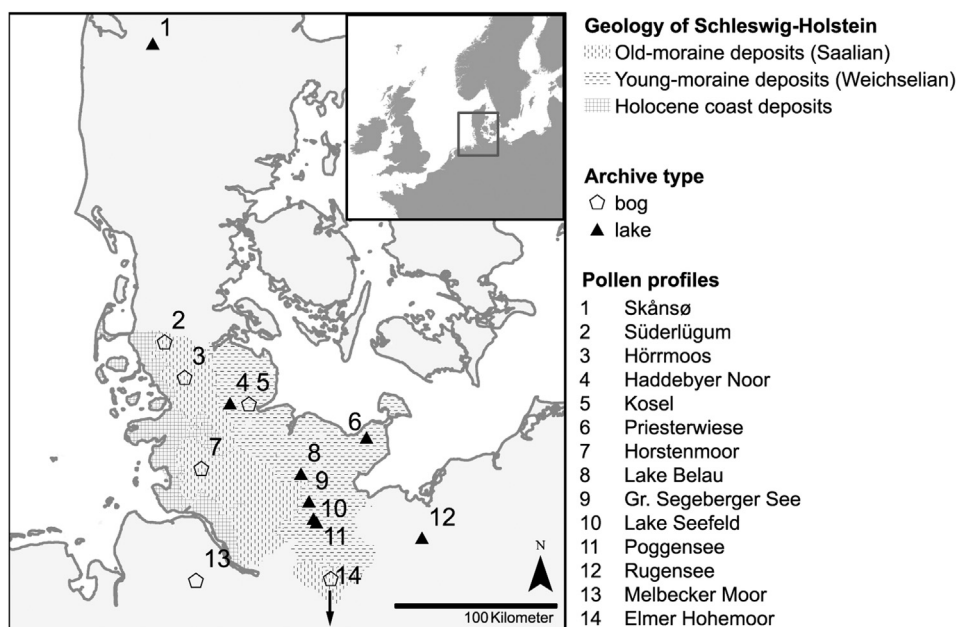 1
2
3
4 5
6
7
8
9
10
11
12
13
14
N
100 Kilometer
Geology of Schleswig-Holstein
Old-moraine deposits (Saalian)
Young-moraine deposits (Weichselian)
Holocene coast deposits
Archive type
bog
lake
Pollen profiles
1 Skånsø
2 Süderlügum
3 Hörrmoos
4 Haddebyer Noor
5 Kosel
6 Priesterwiese
7 Horstenmoor
8 Lake Belau
9 Gr. Segeberger See
10 Lake Seefeld
11 Poggensee
12 Rugensee
13 Melbecker Moor
14 Elmer Hohemoor